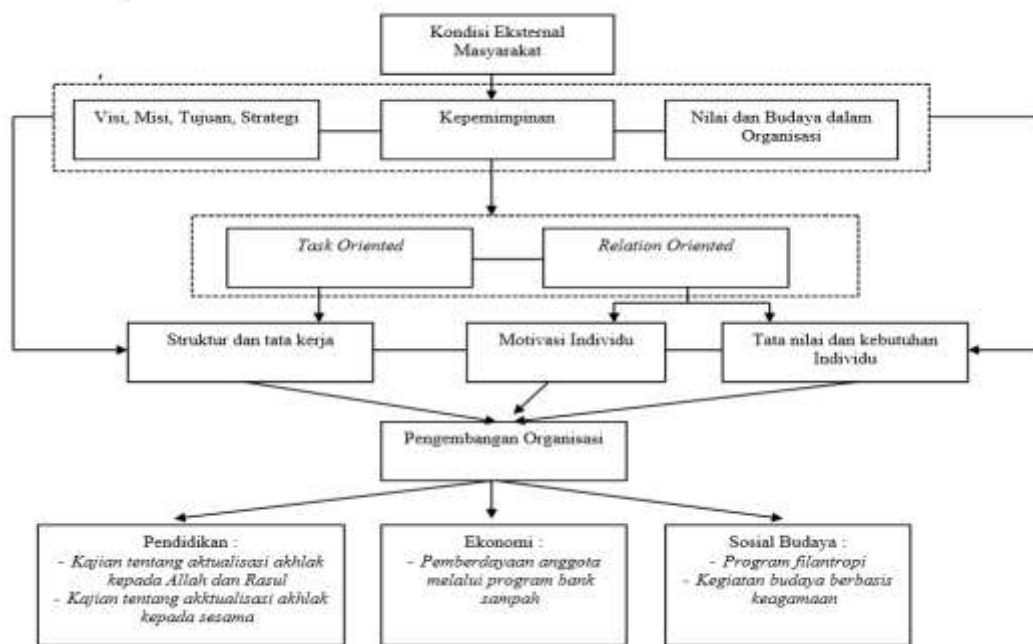 Kondisi Eksternal
Masyarakat
Visi, Misi, Tujuan, Strategi
Kepemimpinan
Nilai dan Budaya dalam
Organisasi
Task Oriented
Relation Oriented
Struktur dan tata kerja
Motivasi Individu
Tata nilai dan kebutuhan
Individu
Pengembangan Organisasi
Pendidikan :
- Kajian tentang aktualisasi akhlak
kepada Allah dan Rasul
- Kajian tentang akktualisasi akhlak
kepada sesama
Ekonomi :
- Pemberdayaan anggota
melalui program bank
sampah
Sosial Budaya :
- Program filantropi
- Kegiatan budaya berbasis
keagamaan